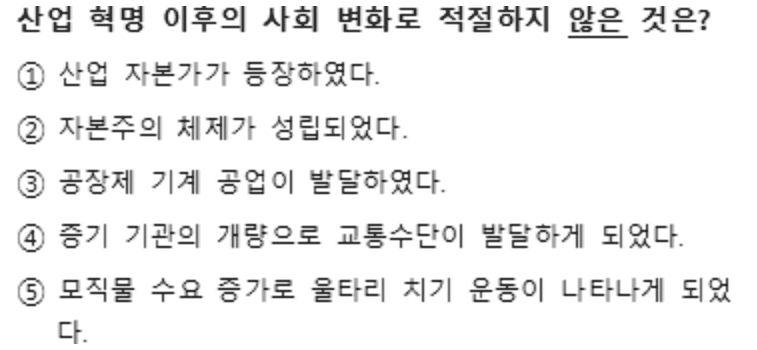 산업 혁명 이후의 사회 변화로 적절하지 않은 것은?
① 산업 자본가가 등장하였다.
② 자본주의 체제가 성립되었다.
③ 공장제 기계 공업이 발달하였다.
④ 증기 기관의 개량으로 교통수단이 발달하게 되었다.
⑤ 모직물 수요 증가로 울타리 치기 운동이 나타나게 되었
다.